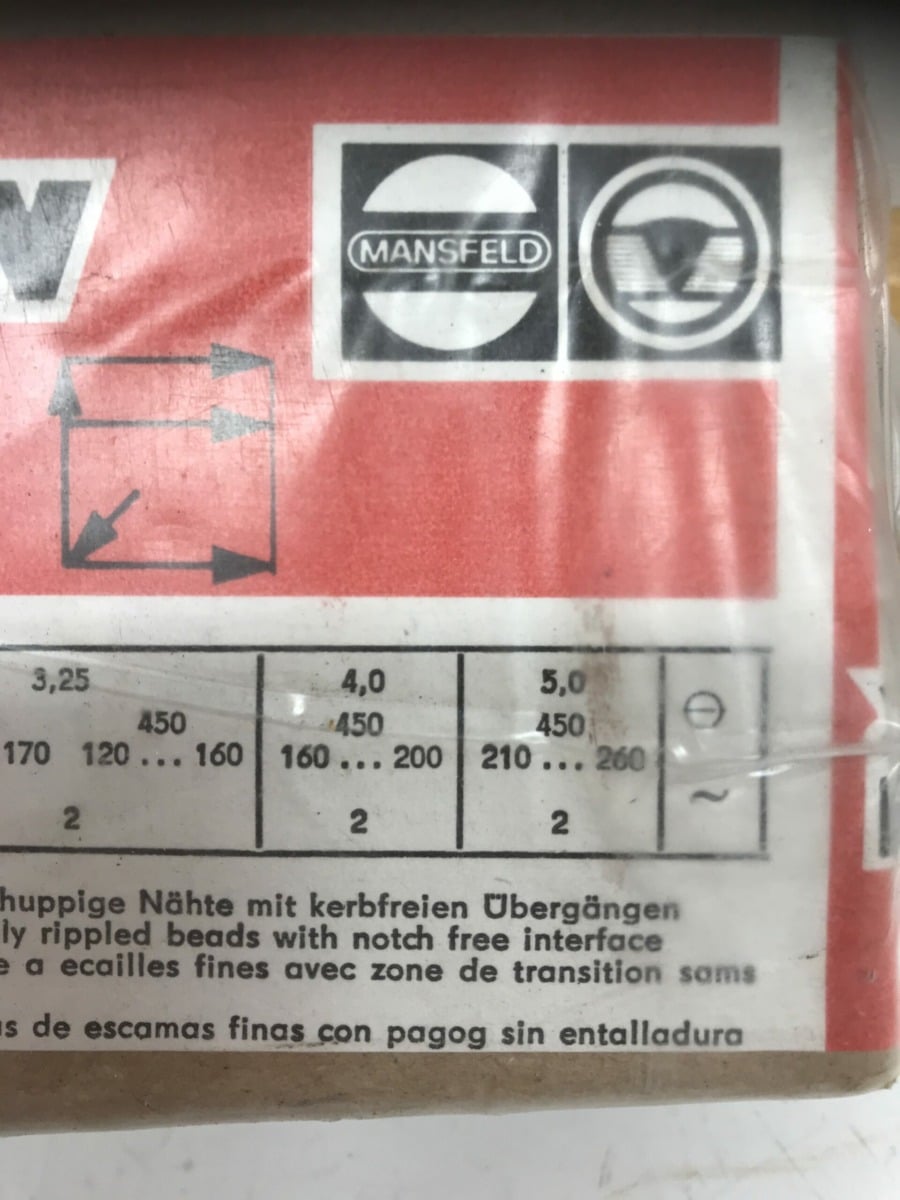 MANSFELD
V
3,25 4,0 5,0
450 450 450
170 120 ... 160 160 ... 200 210 ... 260
2 2 2 ~
huppige Nähte mit kerbfreien Übergängen
ly rippled beads with notch free interface
e a ecailles fines avec zone de transition sams
as de escamas finas con pagog sin entalladura